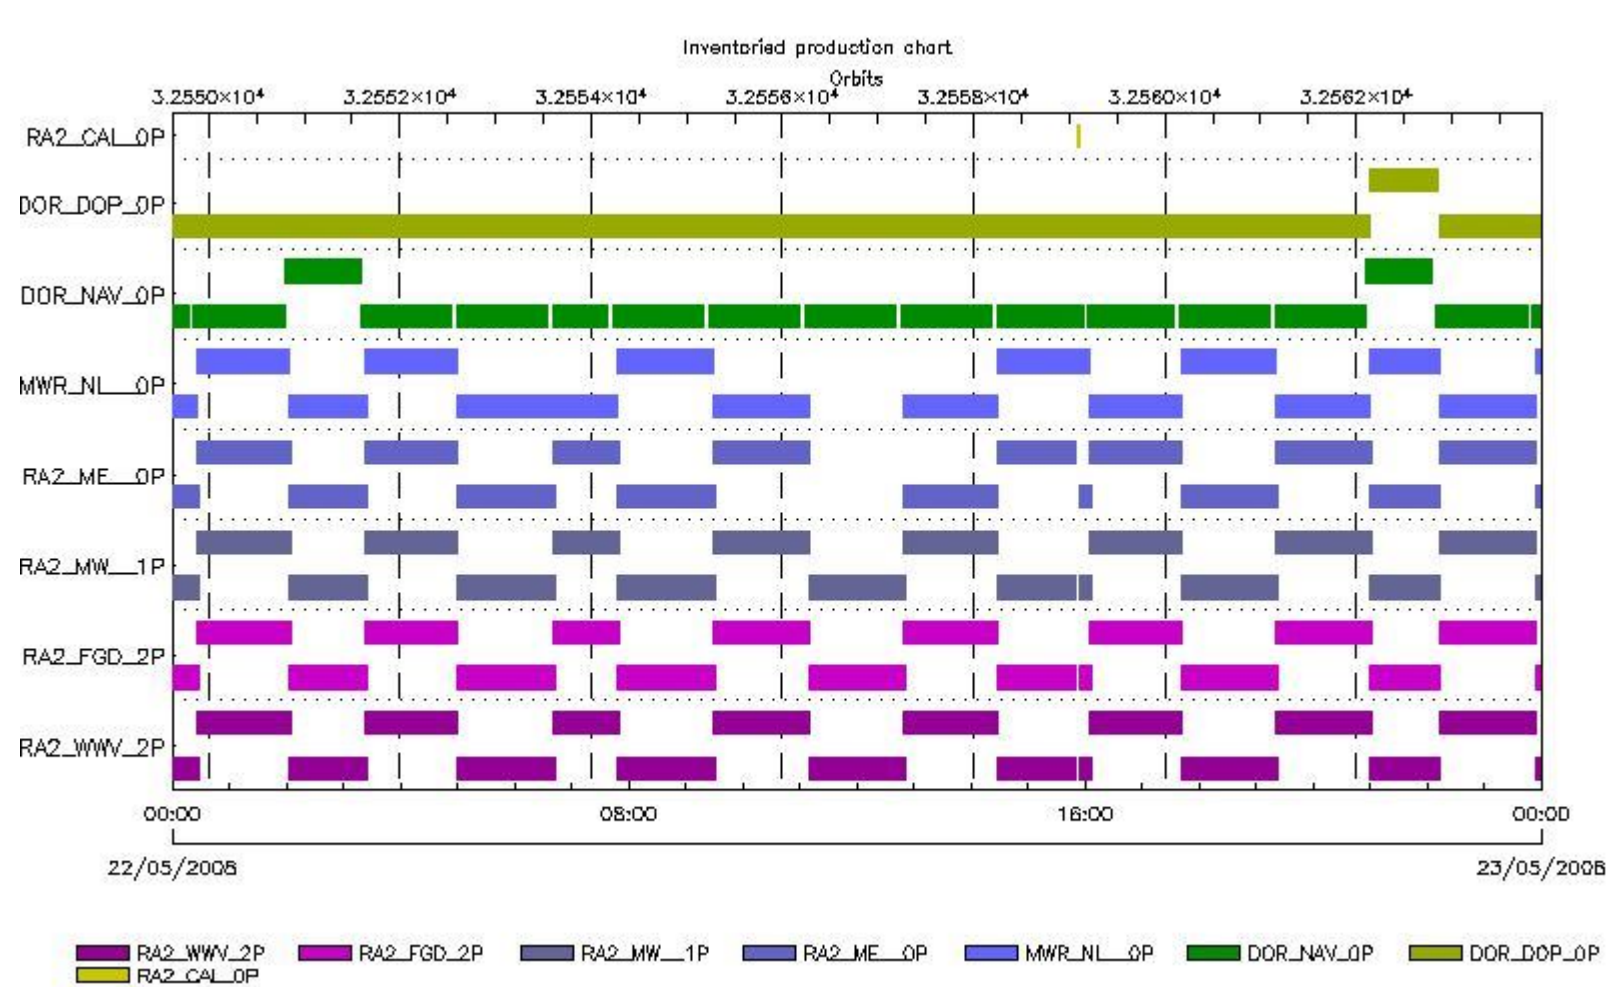 Inventoried production chart
Orbits
3.2550×10⁴ 3.2552×10⁴ 3.2554×10⁴ 3.2556×10⁴ 3.2558×10⁴ 3.2560×10⁴ 3.2562×10⁴
RA2_CAL_0P
DOR_DOP_0P
DOR_NAV_0P
MWR_NL__0P
RA2_ME__0P
RA2_MW__1P
RA2_FGD_2P
RA2_WWV_2P
00:00 08:00 16:00 00:00
22/05/2008 23/05/2008
RA2_WWV_2P RA2_FGD_2P RA2_MW__1P RA2_ME__0P MWR_NL__0P DOR_NAV_0P DOR_DOP_0P
RA2_CAL_0P